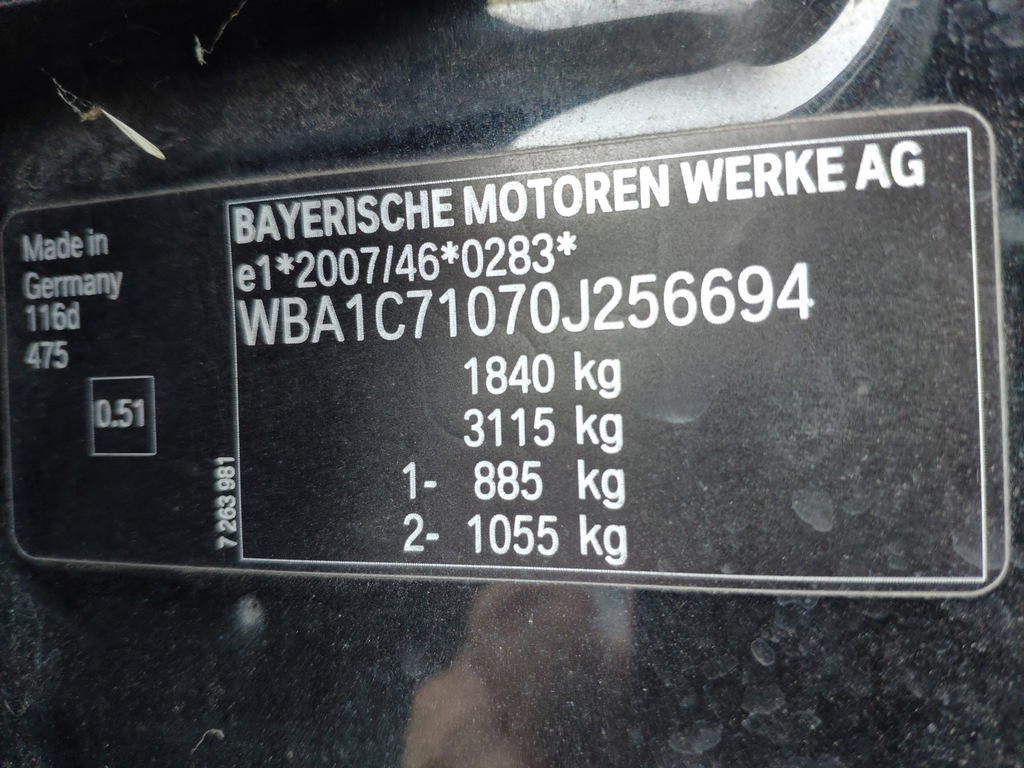 Made in
Germany
116d
475
0.51
7 263 981
BAYERISCHE MOTOREN WERKE AG
e1*2007/46*0283*
WBA1C71070J256694
1840 kg
3115 kg
1- 885 kg
2- 1055 kg